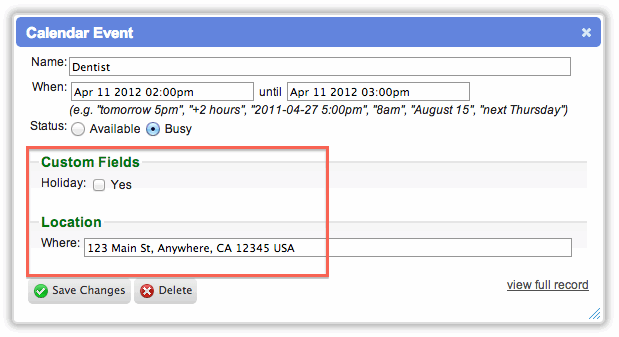 Calendar Event
Name: Dentist
When: Apr 11 2012 02:00pm until Apr 11 2012 03:00pm
(e.g. "tomorrow 5pm", "+2 hours", "2011-04-27 5:00pm", "8am", "August 15", "next Thursday")
Status: Available Busy
Custom Fields
Holiday: Yes
Location
Where: 123 Main St, Anywhere, CA 12345 USA
Save Changes Delete view full record